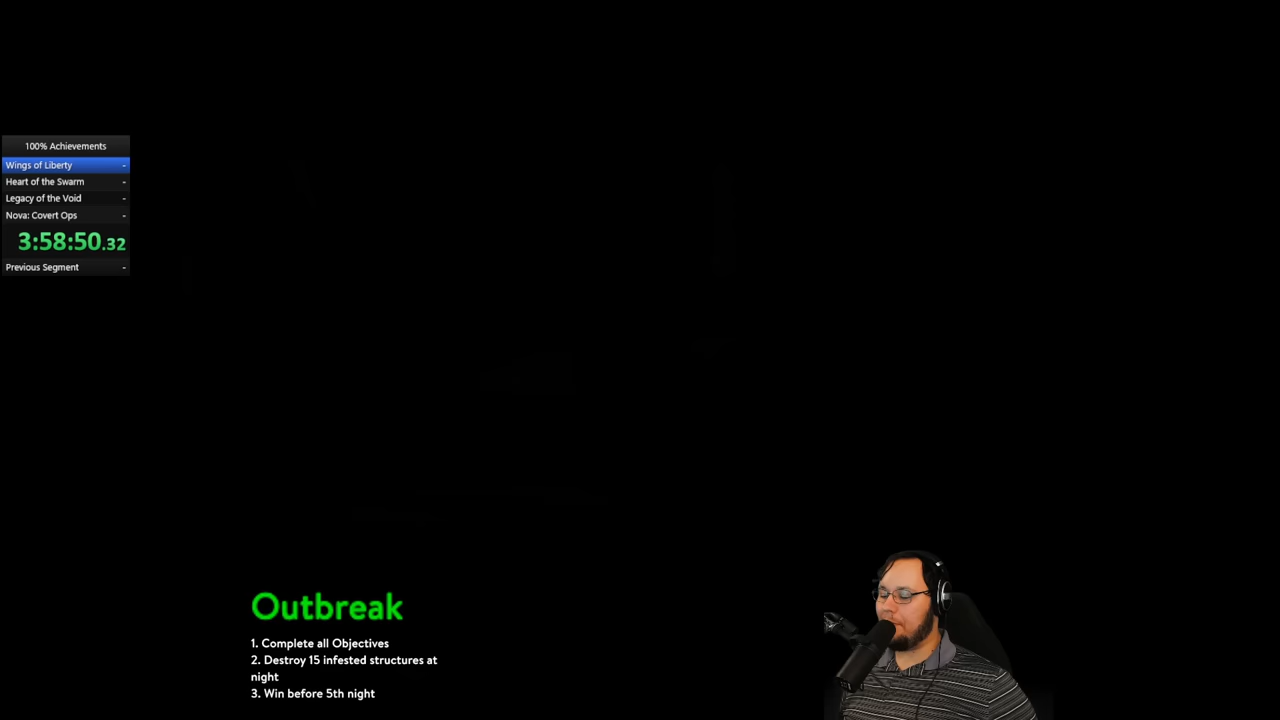 100% Achievements
Wings of Liberty -
Heart of the Swarm -
Legacy of the Void -
Nova: Covert Ops -
3:58:50.32
Previous Segment -
Outbreak
1. Complete all Objectives
2. Destroy 15 infested structures at
night
3. Win before 5th night